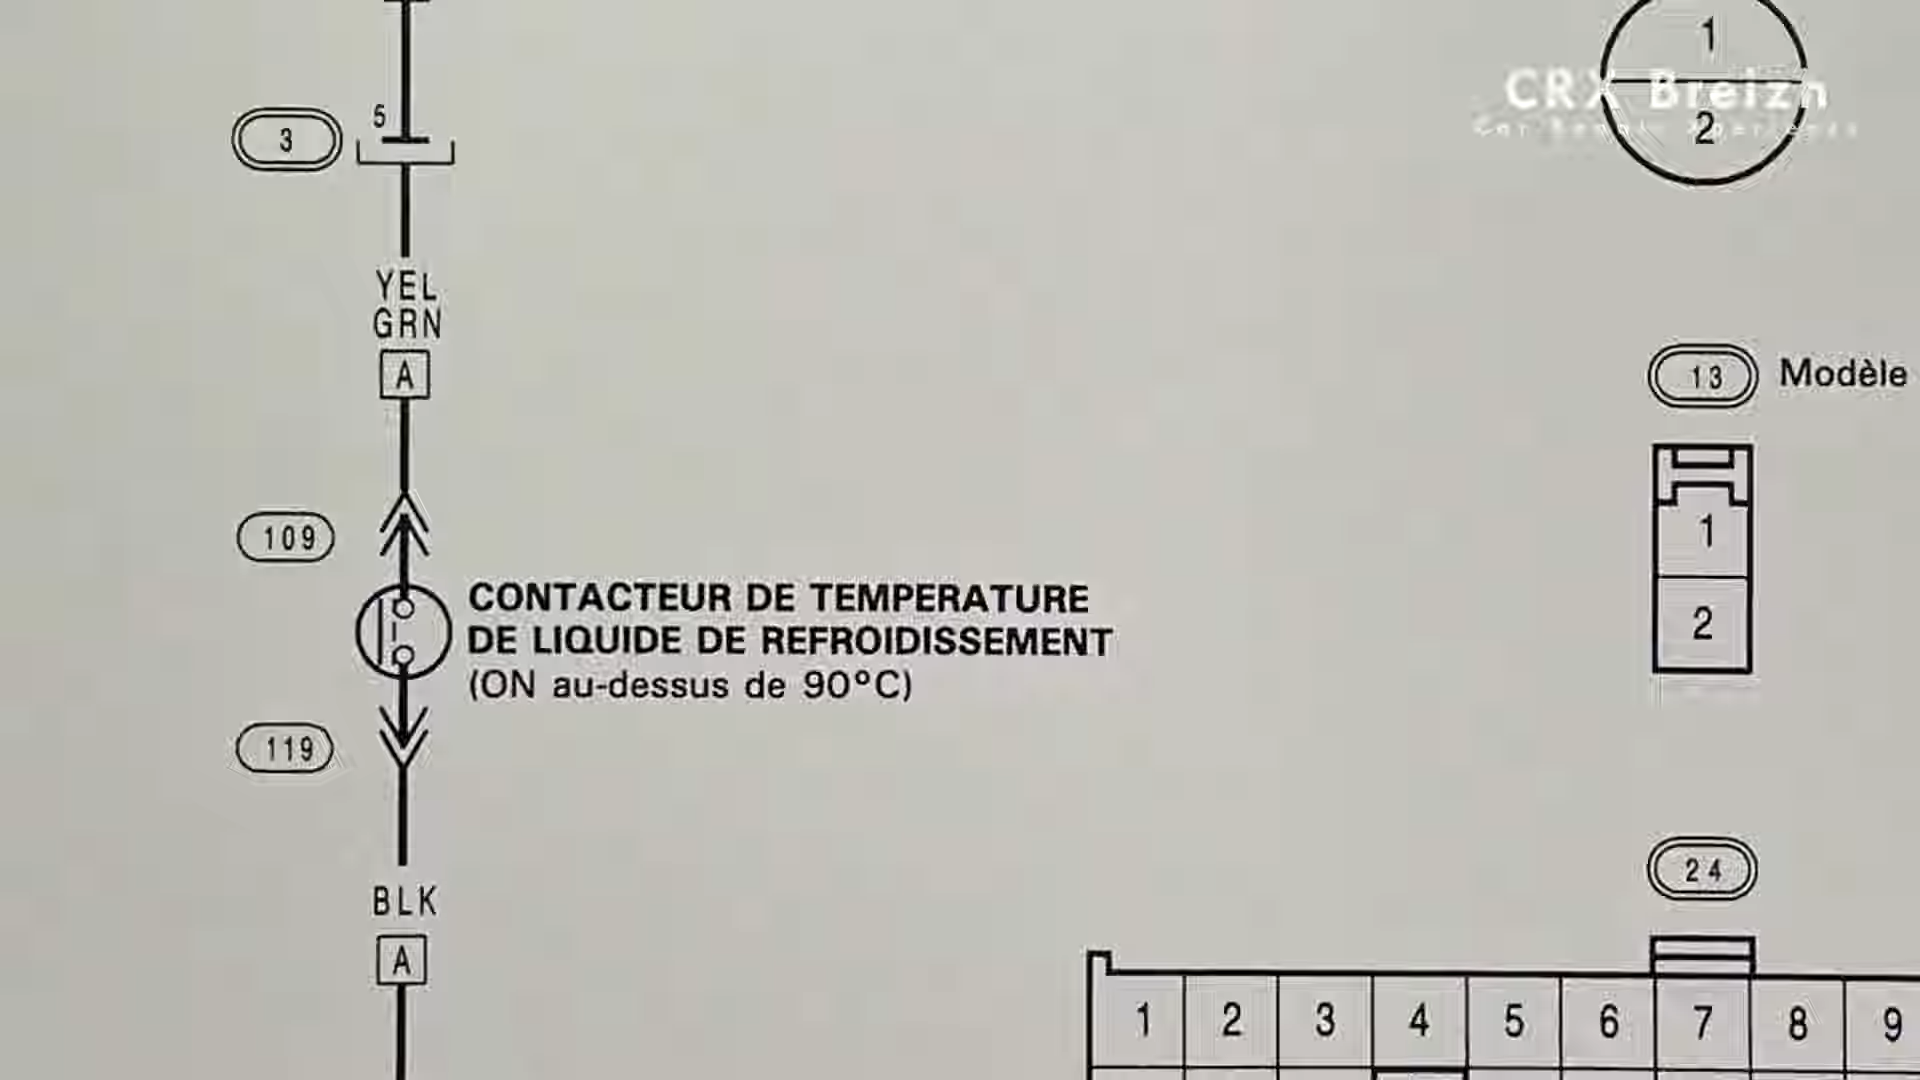 1
CRX Breizh
2
5
3
YEL
GRN
A
13 Modèle
1
2
109
CONTACTEUR DE TEMPERATURE
DE LIQUIDE DE REFROIDISSEMENT
(ON au-dessus de 90°C)
119
24
BLK
A
1 2 3 4 5 6 7 8 9